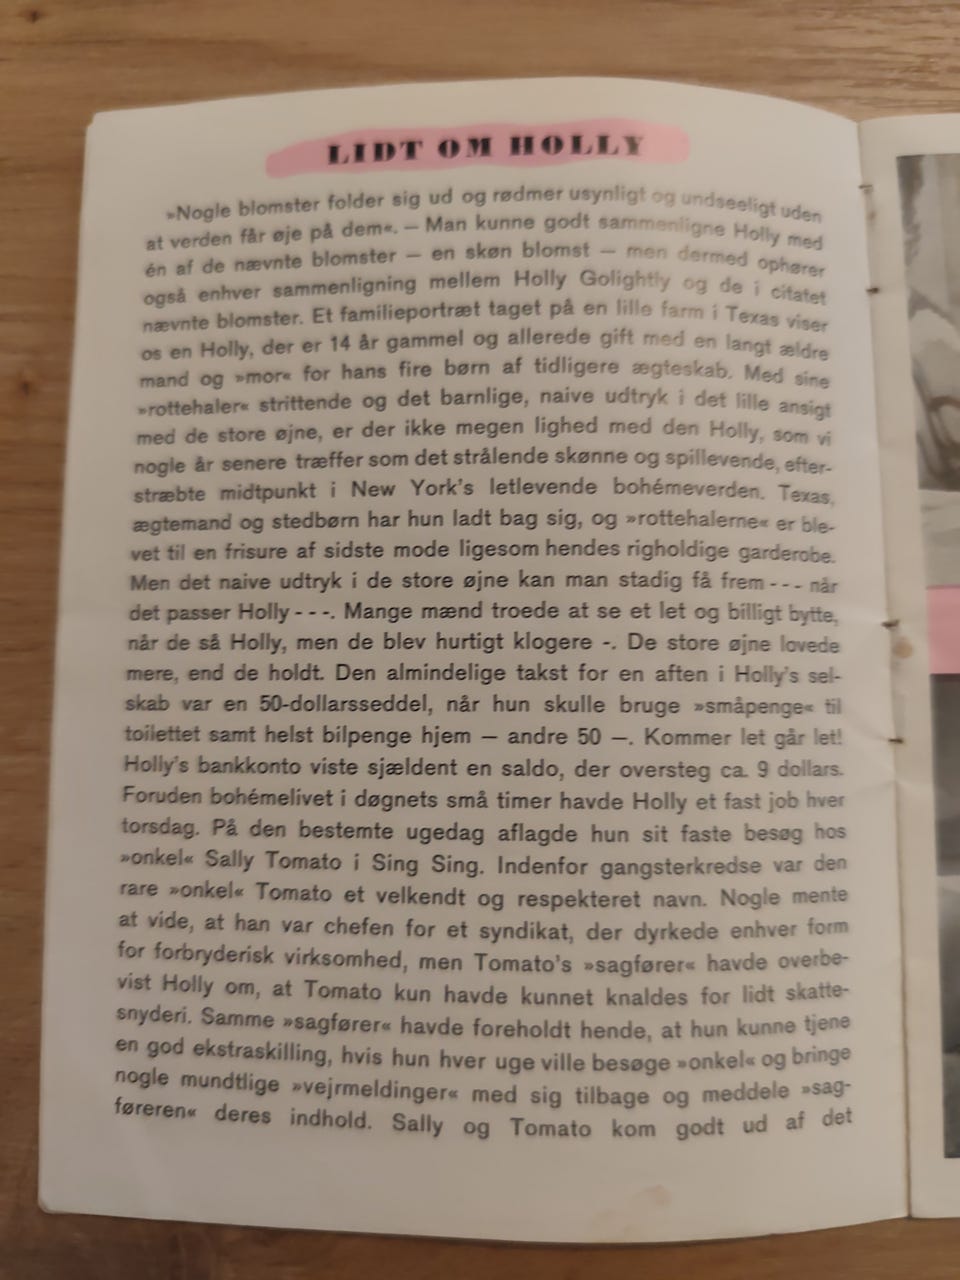 LIDT OM HOLLY
»Nogle blomster folder sig ud og rødmer usynligt og undseeligt uden
at verden får øje på dem«. — Man kunne godt sammenligne Holly med
én af de nævnte blomster — en skøn blomst — men dermed ophører
også enhver sammenligning mellem Holly Golightly og de i citatet
nævnte blomster. Et familieportræt taget på en lille farm i Texas viser
os en Holly, der er 14 år gammel og allerede gift med en langt ældre
mand og »mor« for hans fire børn af tidligere ægteskab. Med sine
»rottehaler« strittende og det barnlige, naive udtryk i det lille ansigt
med de store øjne, er der ikke megen lighed med den Holly, som vi
nogle år senere træffer som det strålende skønne og spillevende, efter-
stræbte midtpunkt i New York's letlevende bohémeverden. Texas,
ægtemand og stedbørn har hun ladt bag sig, og »rottehalerne« er ble-
vet til en frisure af sidste mode ligesom hendes righoldige garderobe.
Men det naive udtryk i de store øjne kan man stadig få frem - - - når
det passer Holly - - -. Mange mænd troede at se et let og billigt bytte,
når de så Holly, men de blev hurtigt klogere -. De store øjne lovede
mere, end de holdt. Den almindelige takst for en aften i Holly's sel-
skab var en 50-dollarsseddel, når hun skulle bruge »småpenge« til
toilettet samt helst bilpenge hjem — andre 50 —. Kommer let går let!
Holly's bankkonto viste sjældent en saldo, der oversteg ca. 9 dollars.
Foruden bohémelivet i døgnets små timer havde Holly et fast job hver
torsdag. På den bestemte ugedag aflagde hun sit faste besøg hos
»onkel« Sally Tomato i Sing Sing. Indenfor gangsterkredse var den
rare »onkel« Tomato et velkendt og respekteret navn. Nogle mente
at vide, at han var chefen for et syndikat, der dyrkede enhver form
for forbryderisk virksomhed, men Tomato's »sagfører« havde overbe-
vist Holly om, at Tomato kun havde kunnet knaldes for lidt skatte-
snyderi. Samme »sagfører« havde foreholdt hende, at hun kunne tjene
en god ekstraskilling, hvis hun hver uge ville besøge »onkel« og bringe
nogle mundtlige »vejrmeldinger« med sig tilbage og meddele »sag-
føreren« deres indhold. Sally og Tomato kom godt ud af det